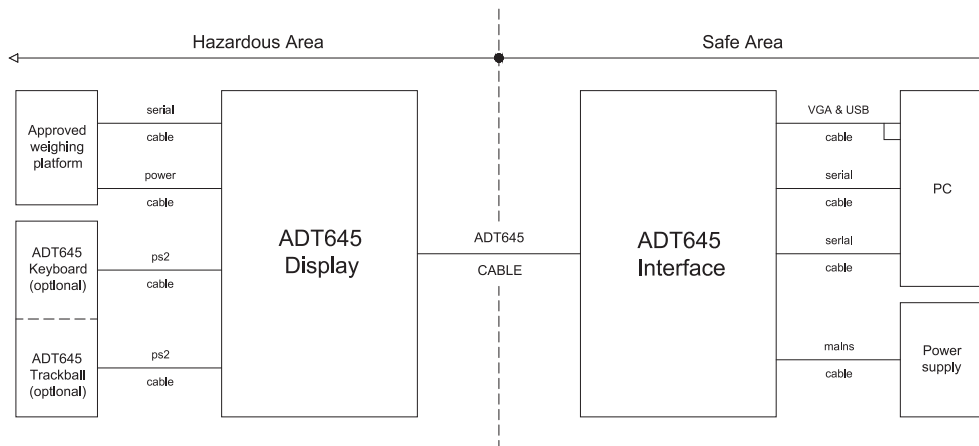 Hazardous Area
Safe Area
Approved
weighing
platform
serial
cable
power
cable
ADT645
Keyboard
(optional)
ps2
cable
ADT645
Trackball
(optional)
ps2
cable
ADT645
Display
ADT645
CABLE
ADT645
Interface
VGA & USB
cable
serial
cable
serial
cable
PC
mains
cable
Power
supply